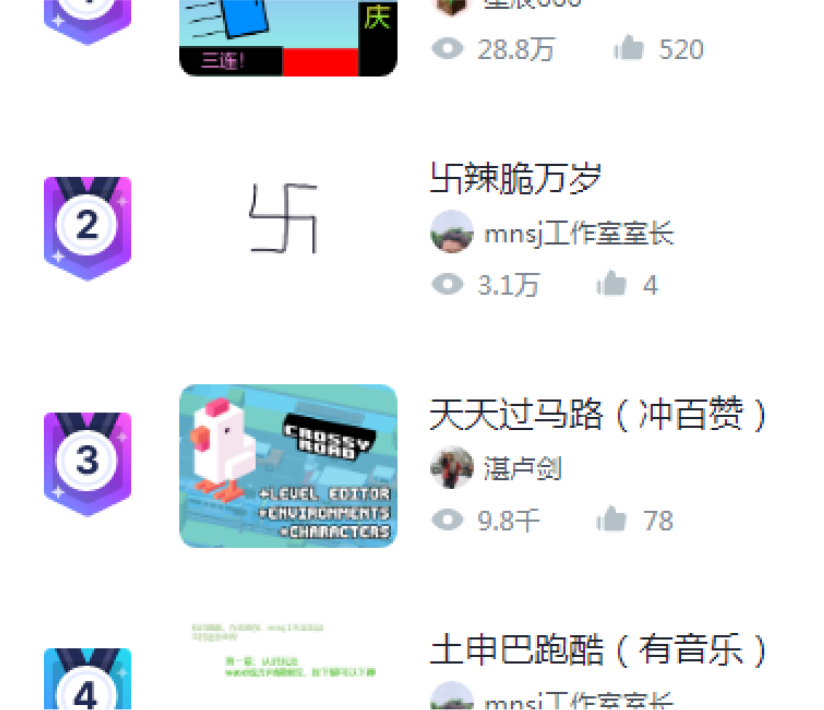 庆
三连!
28.8万
520
2
卐辣脆万岁
mnsj工作室室长
3.1万
4
3
CROSSY
ROAD
+LEVEL EDITOR
+ENVIRONMENTS
+CHARACTERS
天天过马路(冲百赞)
湛卢剑
9.8千
78
4
土申巴跑酷(有音乐)
mnsj工作室室长